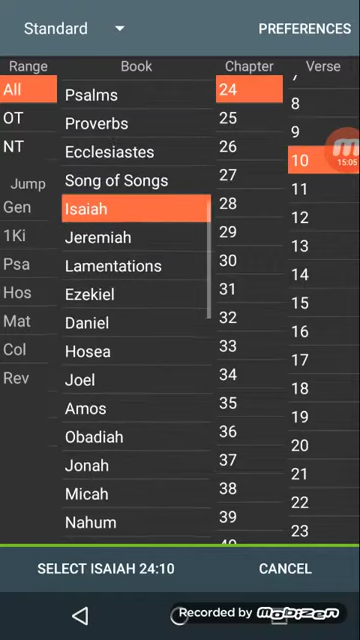 Standard
PREFERENCES
Range
Book
Chapter
Verse
All
OT
NT
Jump
Gen
1Ki
Psa
Hos
Mat
Col
Rev
Psalms
Proverbs
Ecclesiastes
Song of Songs
Isaiah
Jeremiah
Lamentations
Ezekiel
Daniel
Hosea
Joel
Amos
Obadiah
Jonah
Micah
Nahum
24
25
26
27
28
29
30
31
32
33
34
35
36
37
38
39
8
9
10
11
12
13
14
15
16
17
18
19
20
21
22
23
15:05
SELECT ISAIAH 24:10
CANCEL
Recorded by mobizen